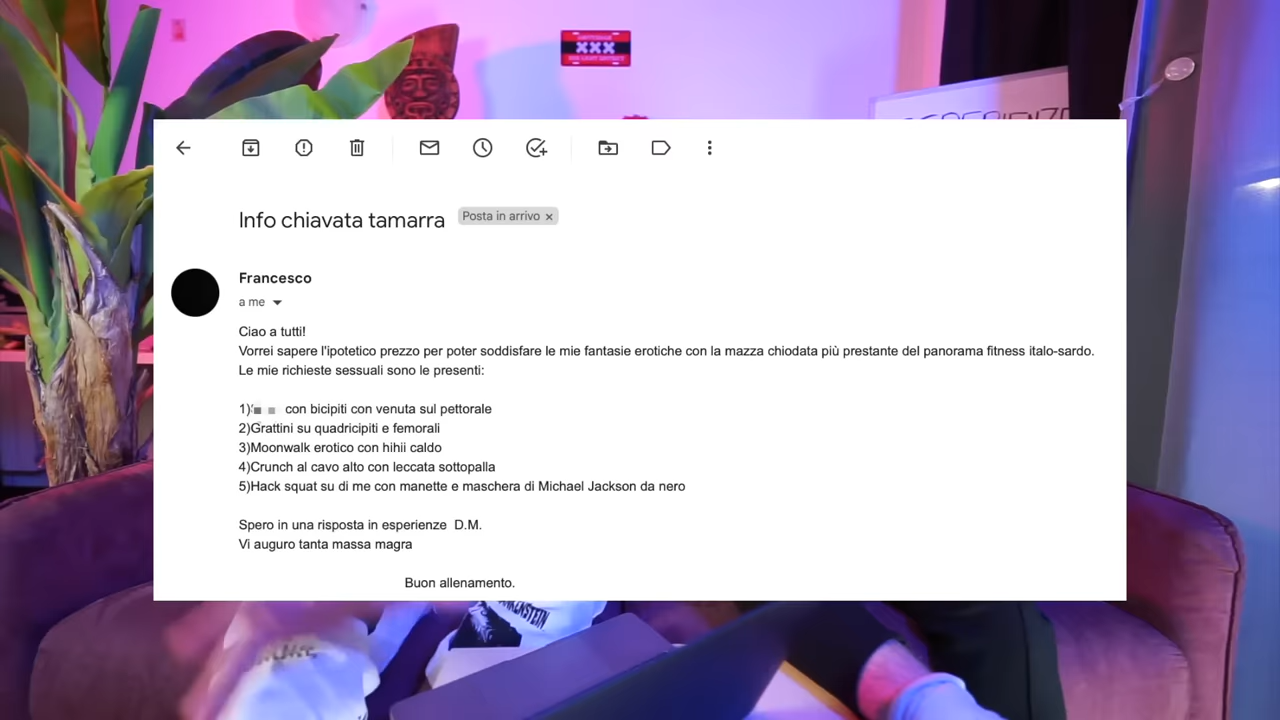 XXX
Info chiavata tamarra
Posta in arrivo ×
Francesco
a me
Ciao a tutti!
Vorrei sapere l'ipotetico prezzo per poter soddisfare le mie fantasie erotiche con la mazza chiodata più prestante del panorama fitness italo-sardo.
Le mie richieste sessuali sono le presenti:
1) con bicipiti con venuta sul pettorale
2)Grattini su quadricipiti e femorali
3)Moonwalk erotico con hihii caldo
4)Crunch al cavo alto con leccata sottopalla
5)Hack squat su di me con manette e maschera di Michael Jackson da nero
Spero in una risposta in esperienze D.M.
Vi auguro tanta massa magra
Buon allenamento.